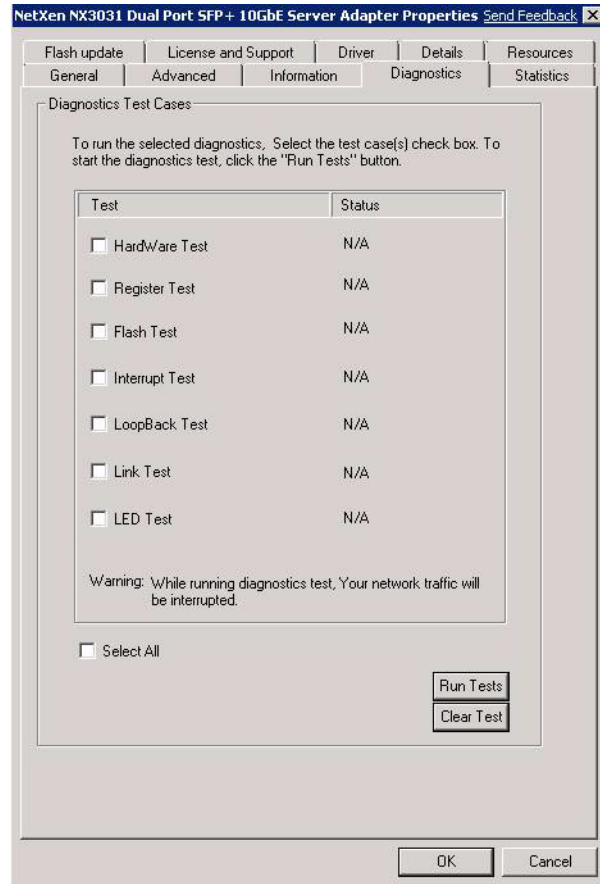 NetXen NX3031 Dual Port SFP+ 10GbE Server Adapter Properties Send Feedback X
Flash update License and Support Driver Details Resources
General Advanced Information Diagnostics Statistics
Diagnostics Test Cases
To run the selected diagnostics, Select the test case(s) check box. To
start the diagnostics test, click the "Run Tests" button.
Test Status
HardWare Test N/A
Register Test N/A
Flash Test N/A
Interrupt Test N/A
LoopBack Test N/A
Link Test N/A
LED Test N/A
Warning: While running diagnostics test, Your network traffic will
be interrupted.
Select All
Run Tests
Clear Test
OK Cancel